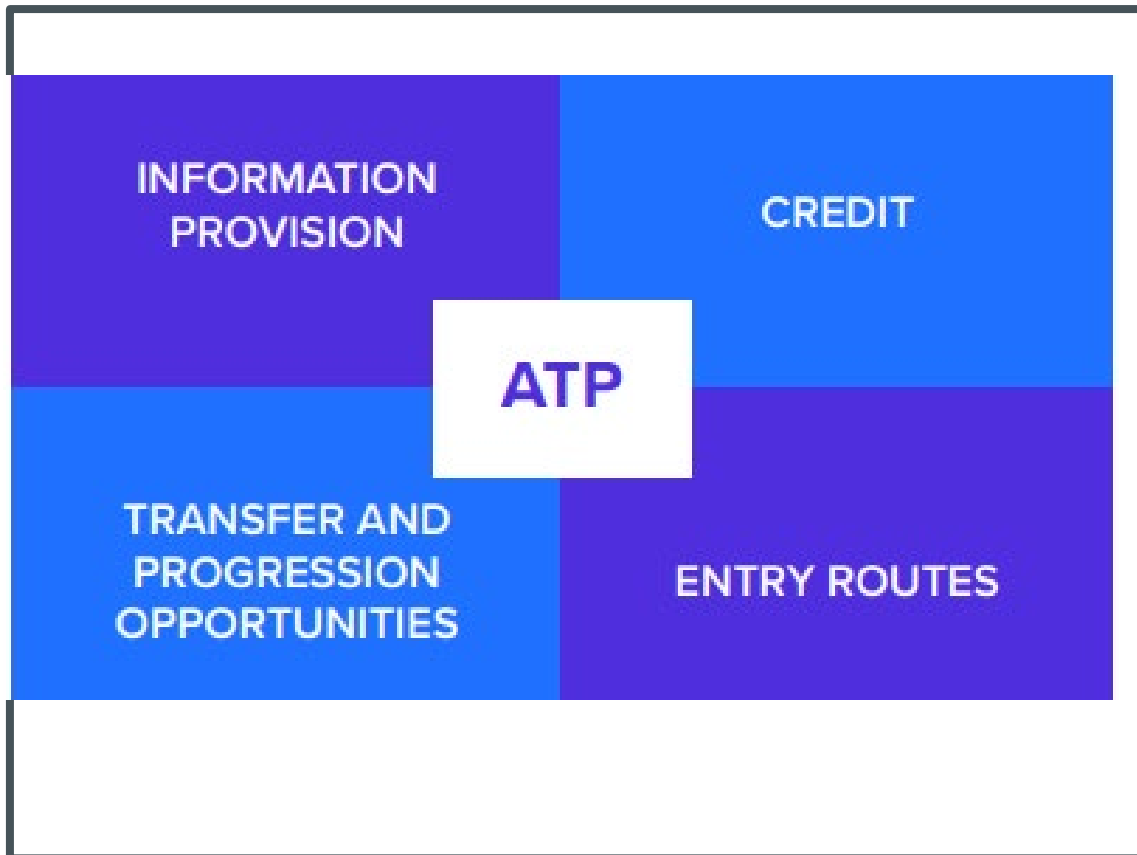 INFORMATION
PROVISION
CREDIT
ATP
TRANSFER AND
PROGRESSION
OPPORTUNITIES
ENTRY ROUTES